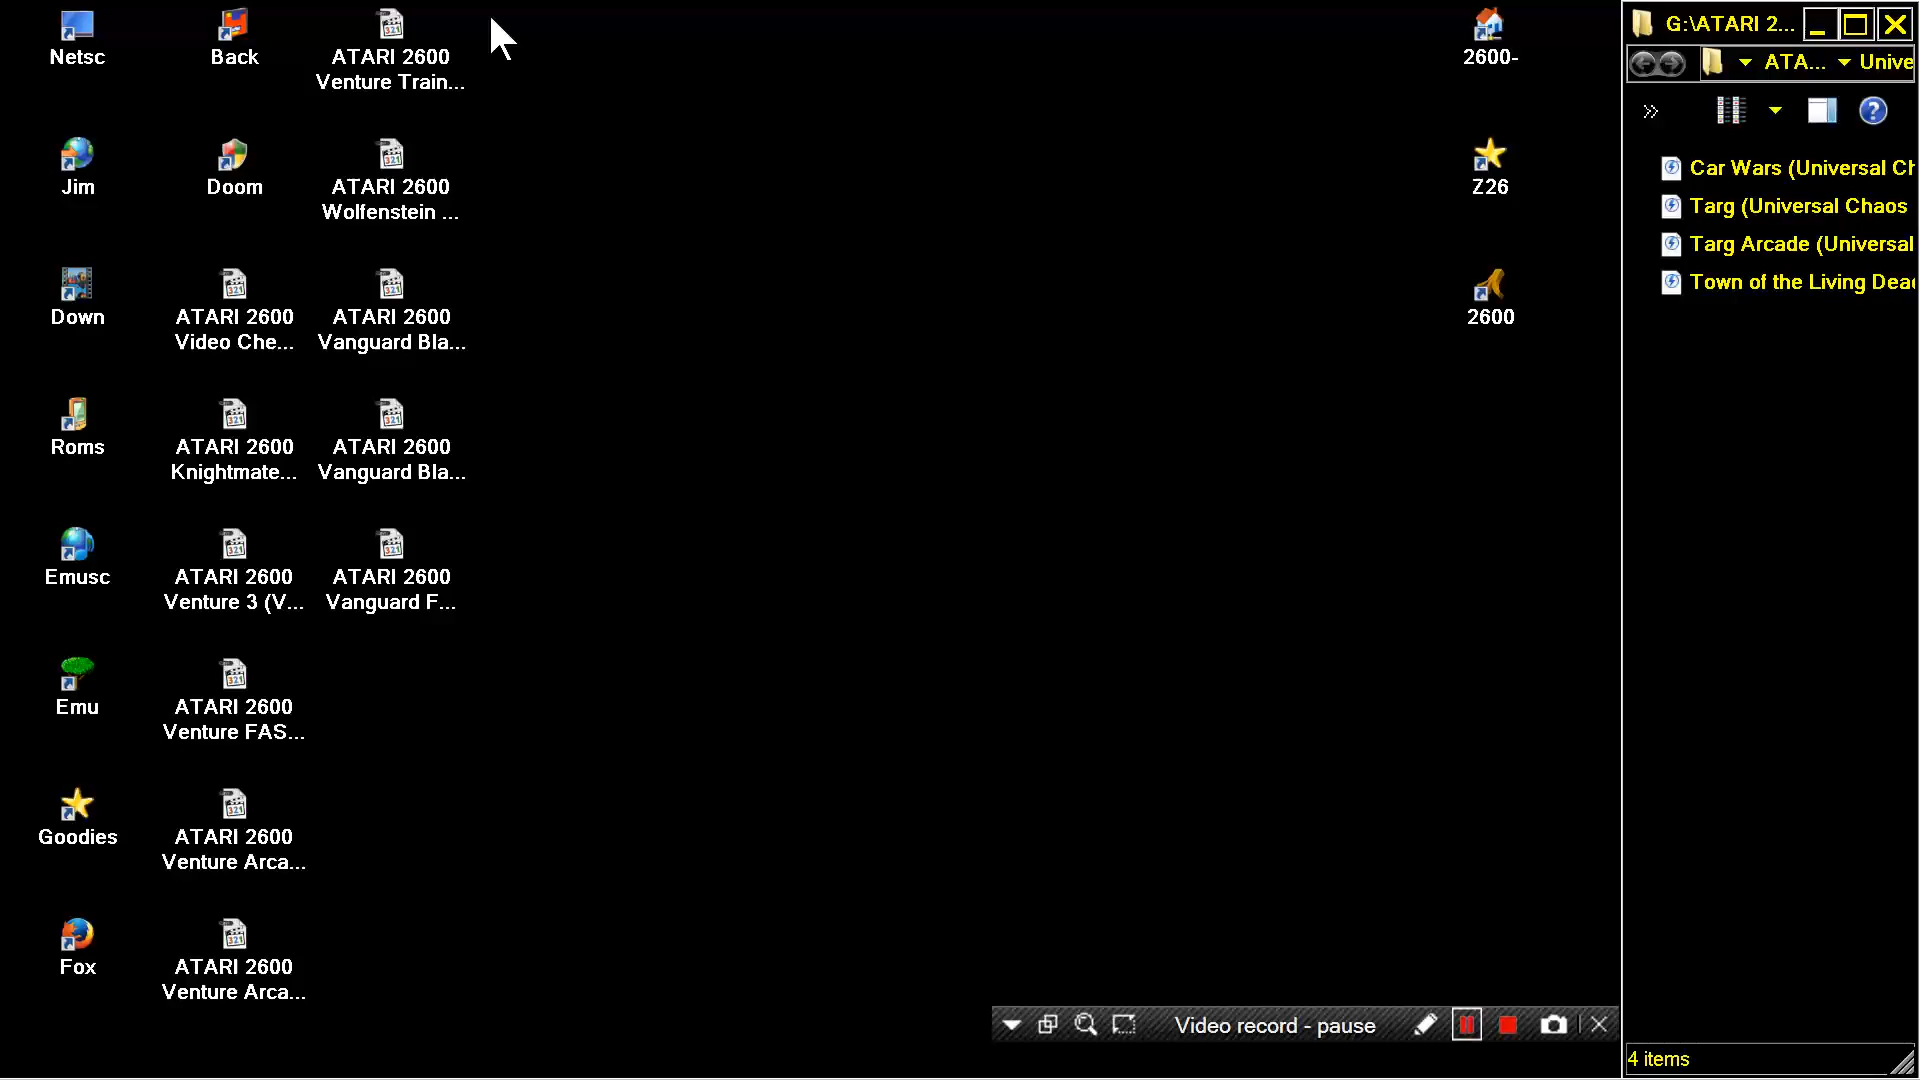 Netsc
Back
ATARI 2600
Venture Train...
2600-
Jim
Doom
ATARI 2600
Wolfenstein ...
Z26
Down
ATARI 2600
Video Che...
ATARI 2600
Vanguard Bla...
2600
Roms
ATARI 2600
Knightmate...
ATARI 2600
Vanguard Bla...
Emusc
ATARI 2600
Venture 3 (V...
ATARI 2600
Vanguard F...
Emu
ATARI 2600
Venture FAS...
Goodies
ATARI 2600
Venture Arca...
Fox
ATARI 2600
Venture Arca...
G:\ATARI 2...
ATA... Unive
Car Wars (Universal Ch
Targ (Universal Chaos
Targ Arcade (Universal
Town of the Living Dead
4 items
Video record - pause